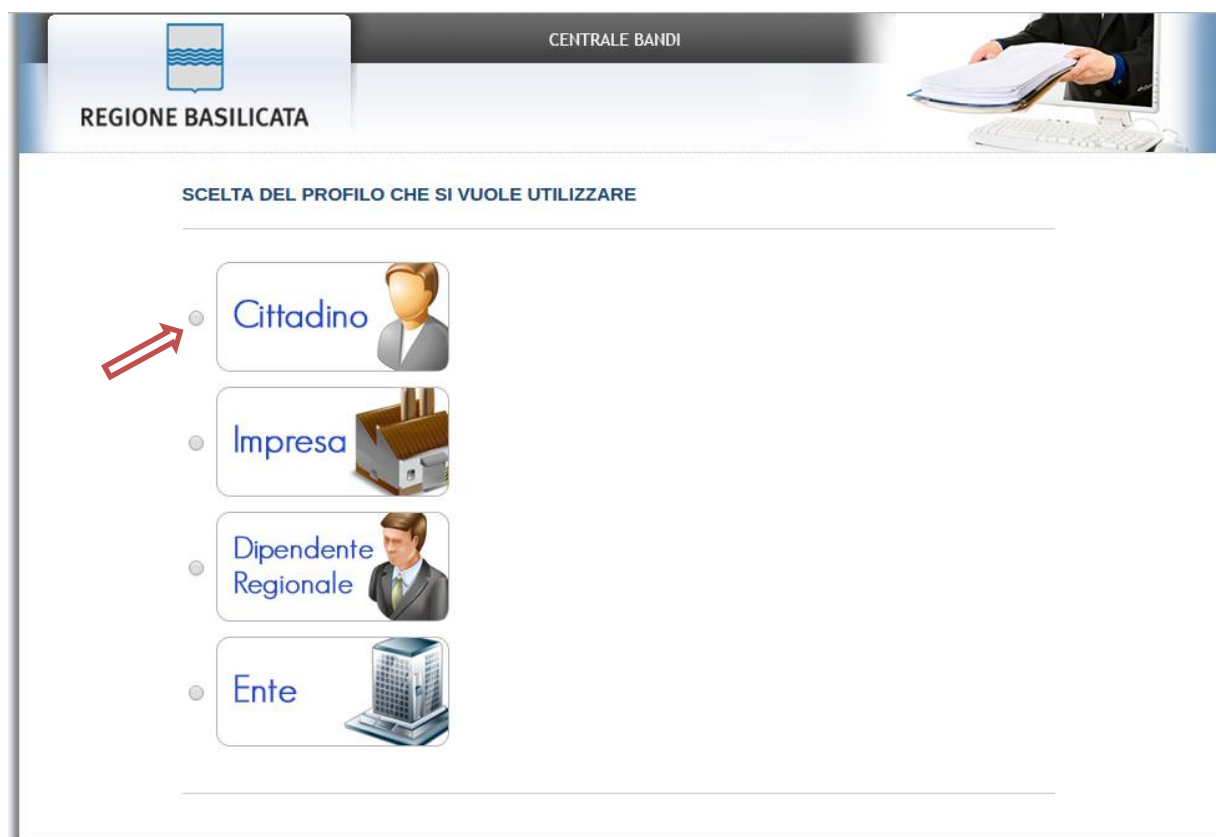 CENTRALE BANDI
REGIONE BASILICATA
SCELTA DEL PROFILO CHE SI VUOLE UTILIZZARE
Cittadino
Impresa
Dipendente
Regionale
Ente